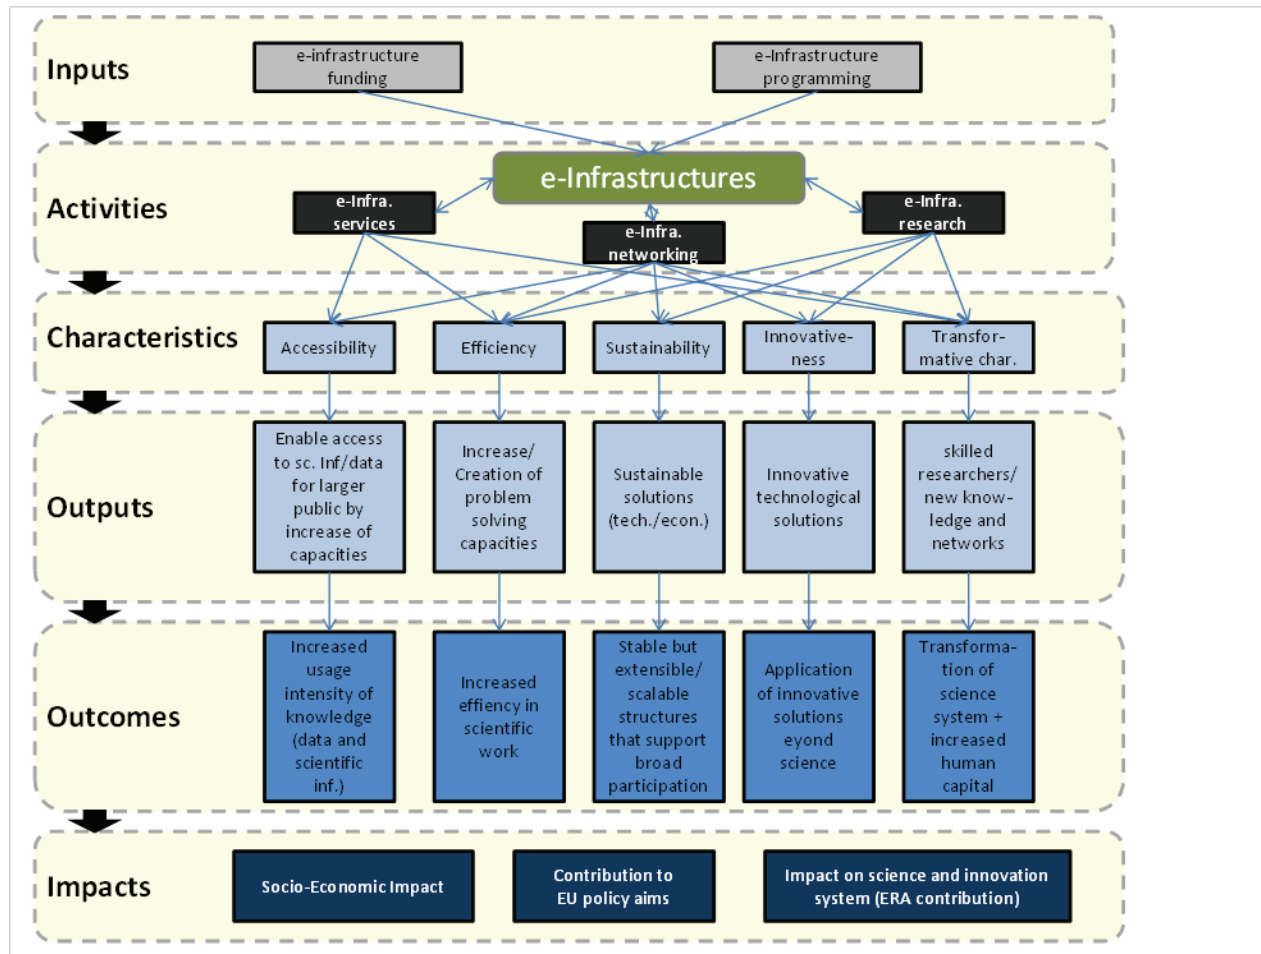 Inputs
e-infrastructure
funding
e-Infrastructure
programming
Activities
e-Infrastructures
e-Infra.
services
e-Infra.
networking
e-Infra.
research
Characteristics
Accessibility
Efficiency
Sustainability
Innovative-
ness
Transfor-
mative char.
Outputs
Enable access
to sc. Inf/data
for larger
public by
increase of
capacities
Increase/
Creation of
problem
solving
capacities
Sustainable
solutions
(tech./econ.)
Innovative
technological
solutions
skilled
researchers/
new know-
ledge and
networks
Outcomes
Increased
usage
intensity of
knowledge
(data and
scientific
inf.)
Increased
effiency in
scientific
work
Stable but
extensible/
scalable
structures
that support
broad
participation
Application
of innovative
solutions
eyond
science
Transforma-
tion of
science
system +
increased
human
capital
Impacts
Socio-Economic Impact
Contribution to
EU policy aims
Impact on science and innovation
system (ERA contribution)